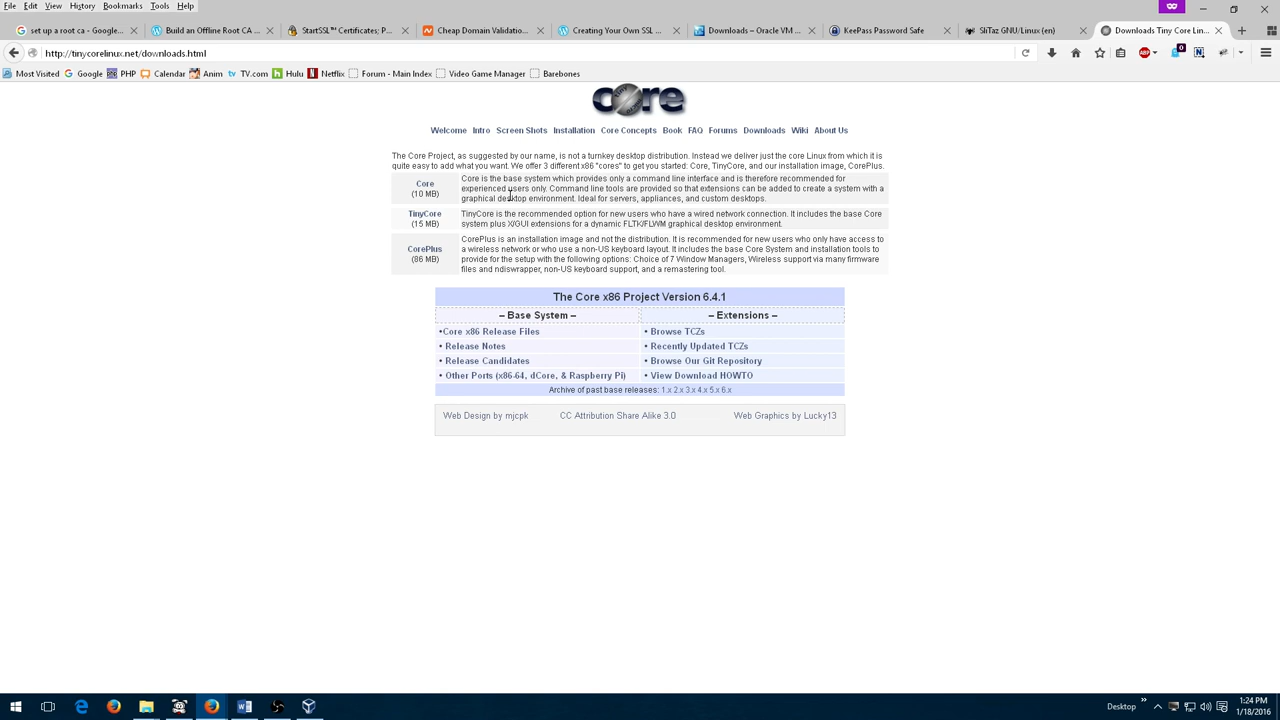 File Edit View History Bookmarks Tools Help
set up a root ca - Google... Build an Offline Root CA ... StartSSL™ Certificates; P... Cheap Domain Validatio... Creating Your Own SSL ... Downloads – Oracle VM ... KeePass Password Safe SliTaz GNU/Linux (en) Downloads Tiny Core Lin...
http://tinycorelinux.net/downloads.html
ABP 0
Most Visited Google PHP Calendar Anim TV.com Hulu Netflix Forum - Main Index Video Game Manager Barebones
core
Welcome Intro Screen Shots Installation Core Concepts Book FAQ Forums Downloads Wiki About Us
The Core Project, as suggested by our name, is not a turnkey desktop distribution. Instead we deliver just the core Linux from which it is
quite easy to add what you want. We offer 3 different x86 "cores" to get you started: Core, TinyCore, and our installation image, CorePlus.
Core
(10 MB)
Core is the base system which provides only a command line interface and is therefore recommended for
experienced users only. Command line tools are provided so that extensions can be added to create a system with a
graphical desktop environment. Ideal for servers, appliances, and custom desktops.
TinyCore
(15 MB)
TinyCore is the recommended option for new users who have a wired network connection. It includes the base Core
system plus X/GUI extensions for a dynamic FLTK/FLWM graphical desktop environment.
CorePlus
(86 MB)
CorePlus is an installation image and not the distribution. It is recommended for new users who only have access to
a wireless network or who use a non-US keyboard layout. It includes the base Core System and installation tools to
provide for the setup with the following options: Choice of 7 Window Managers, Wireless support via many firmware
files and ndiswrapper, non-US keyboard support, and a remastering tool.
The Core x86 Project Version 6.4.1
– Base System –
•Core x86 Release Files
• Release Notes
• Release Candidates
• Other Ports (x86-64, dCore, & Raspberry Pi)
– Extensions –
• Browse TCZs
• Recently Updated TCZs
• Browse Our Git Repository
• View Download HOWTO
Archive of past base releases: 1.x 2.x 3.x 4.x 5.x 6.x
Web Design by mjcpk CC Attribution Share Alike 3.0 Web Graphics by Lucky13
Desktop
1:24 PM
1/18/2016